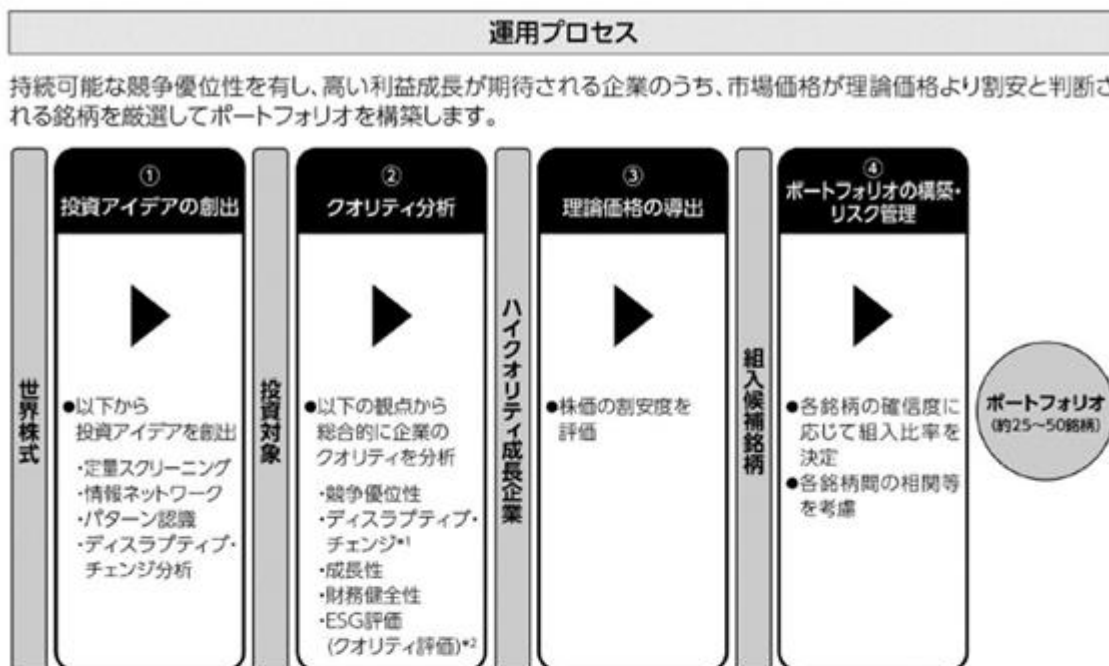 運用プロセス
持続可能な競争優位性を有し、高い利益成長が期待される企業のうち、市場価格が理論価格より割安と判断さ
れる銘柄を厳選してポートフォリオを構築します。
世界株式
①
投資アイデアの創出
●以下から
投資アイデアを創出
・定量スクリーニング
・情報ネットワーク
・パターン認識
・ディスラプティブ・
チェンジ分析
投資対象
②
クオリティ分析
●以下の観点から
総合的に企業の
クオリティを分析
・競争優位性
・ディスラプティブ・
チェンジ*1
・成長性
・財務健全性
・ESG評価
(クオリティ評価)*2
ハイクオリティ成長企業
③
理論価格の導出
●株価の割安度を
評価
組入候補銘柄
④
ポートフォリオの構築・
リスク管理
●各銘柄の確信度に
応じて組入比率を
決定
●各銘柄間の相関等
を考慮
ポートフォリオ
(約25～50銘柄)